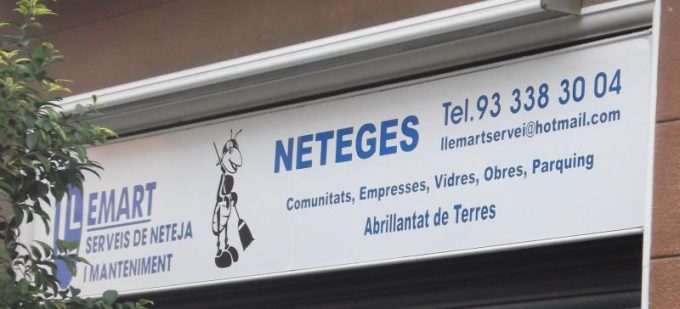 LEMART
SERVEIS DE NETEJA
I MANTENIMENT
NETEGES
Tel.93 338 30 04
llemartservei@hotmail.com
Comunitats, Empresses, Vidres, Obres, Parquing
Abrillantat de Terres